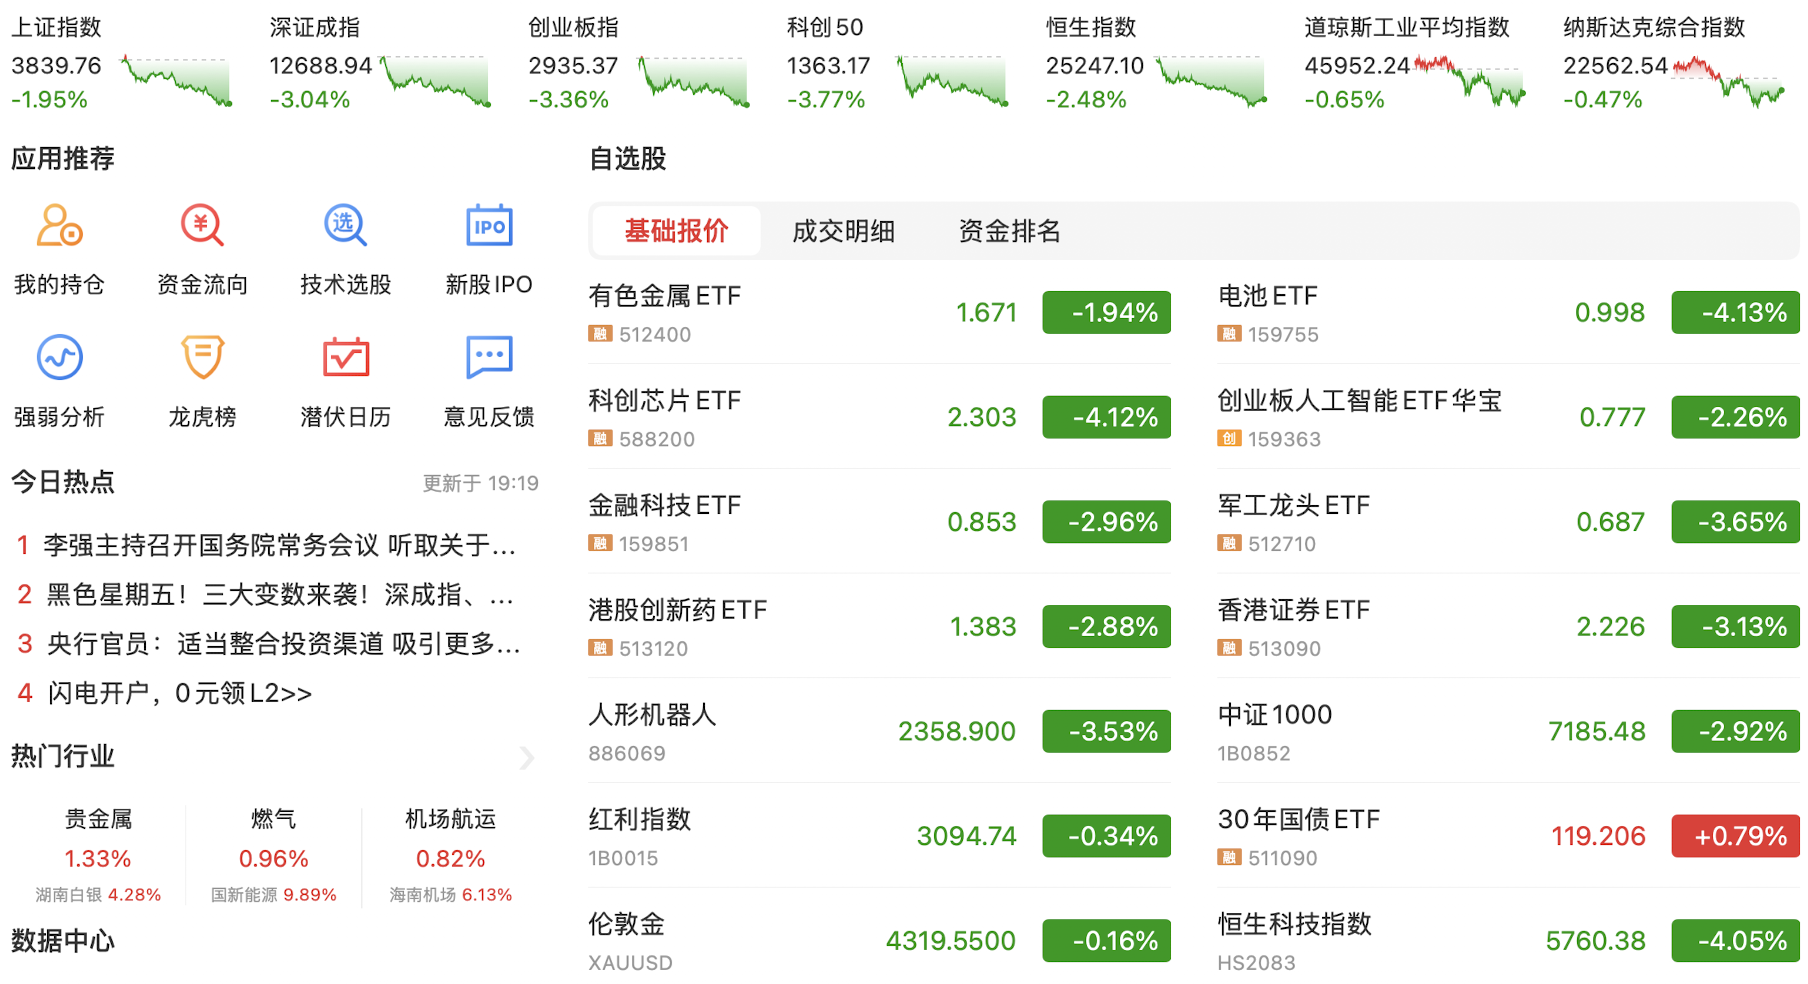 上证指数
3839.76
-1.95%
深证成指
12688.94
-3.04%
创业板指
2935.37
-3.36%
科创50
1363.17
-3.77%
恒生指数
25247.10
-2.48%
道琼斯工业平均指数
45952.24
-0.65%
纳斯达克综合指数
22562.54
-0.47%
应用推荐
我的持仓
资金流向
选
技术选股
IPO
新股IPO
强弱分析
龙虎榜
潜伏日历
意见反馈
今日热点
更新于 19:19
1 李强主持召开国务院常务会议 听取关于...
2 黑色星期五！三大变数来袭！深成指、...
3 央行官员：适当整合投资渠道 吸引更多...
4 闪电开户，0元领L2>>
热门行业
贵金属
1.33%
湖南白银 4.28%
燃气
0.96%
国新能源 9.89%
机场航运
0.82%
海南机场 6.13%
数据中心
自选股
基础报价 成交明细 资金排名
有色金属ETF
融 512400
1.671
-1.94%
电池ETF
融 159755
0.998
-4.13%
科创芯片ETF
融 588200
2.303
-4.12%
创业板人工智能ETF华宝
创 159363
0.777
-2.26%
金融科技ETF
融 159851
0.853
-2.96%
军工龙头ETF
融 512710
0.687
-3.65%
港股创新药ETF
融 513120
1.383
-2.88%
香港证券ETF
融 513090
2.226
-3.13%
人形机器人
886069
2358.900
-3.53%
中证1000
1B0852
7185.48
-2.92%
红利指数
1B0015
3094.74
-0.34%
30年国债ETF
融 511090
119.206
+0.79%
伦敦金
XAUUSD
4319.5500
-0.16%
恒生科技指数
HS2083
5760.38
-4.05%